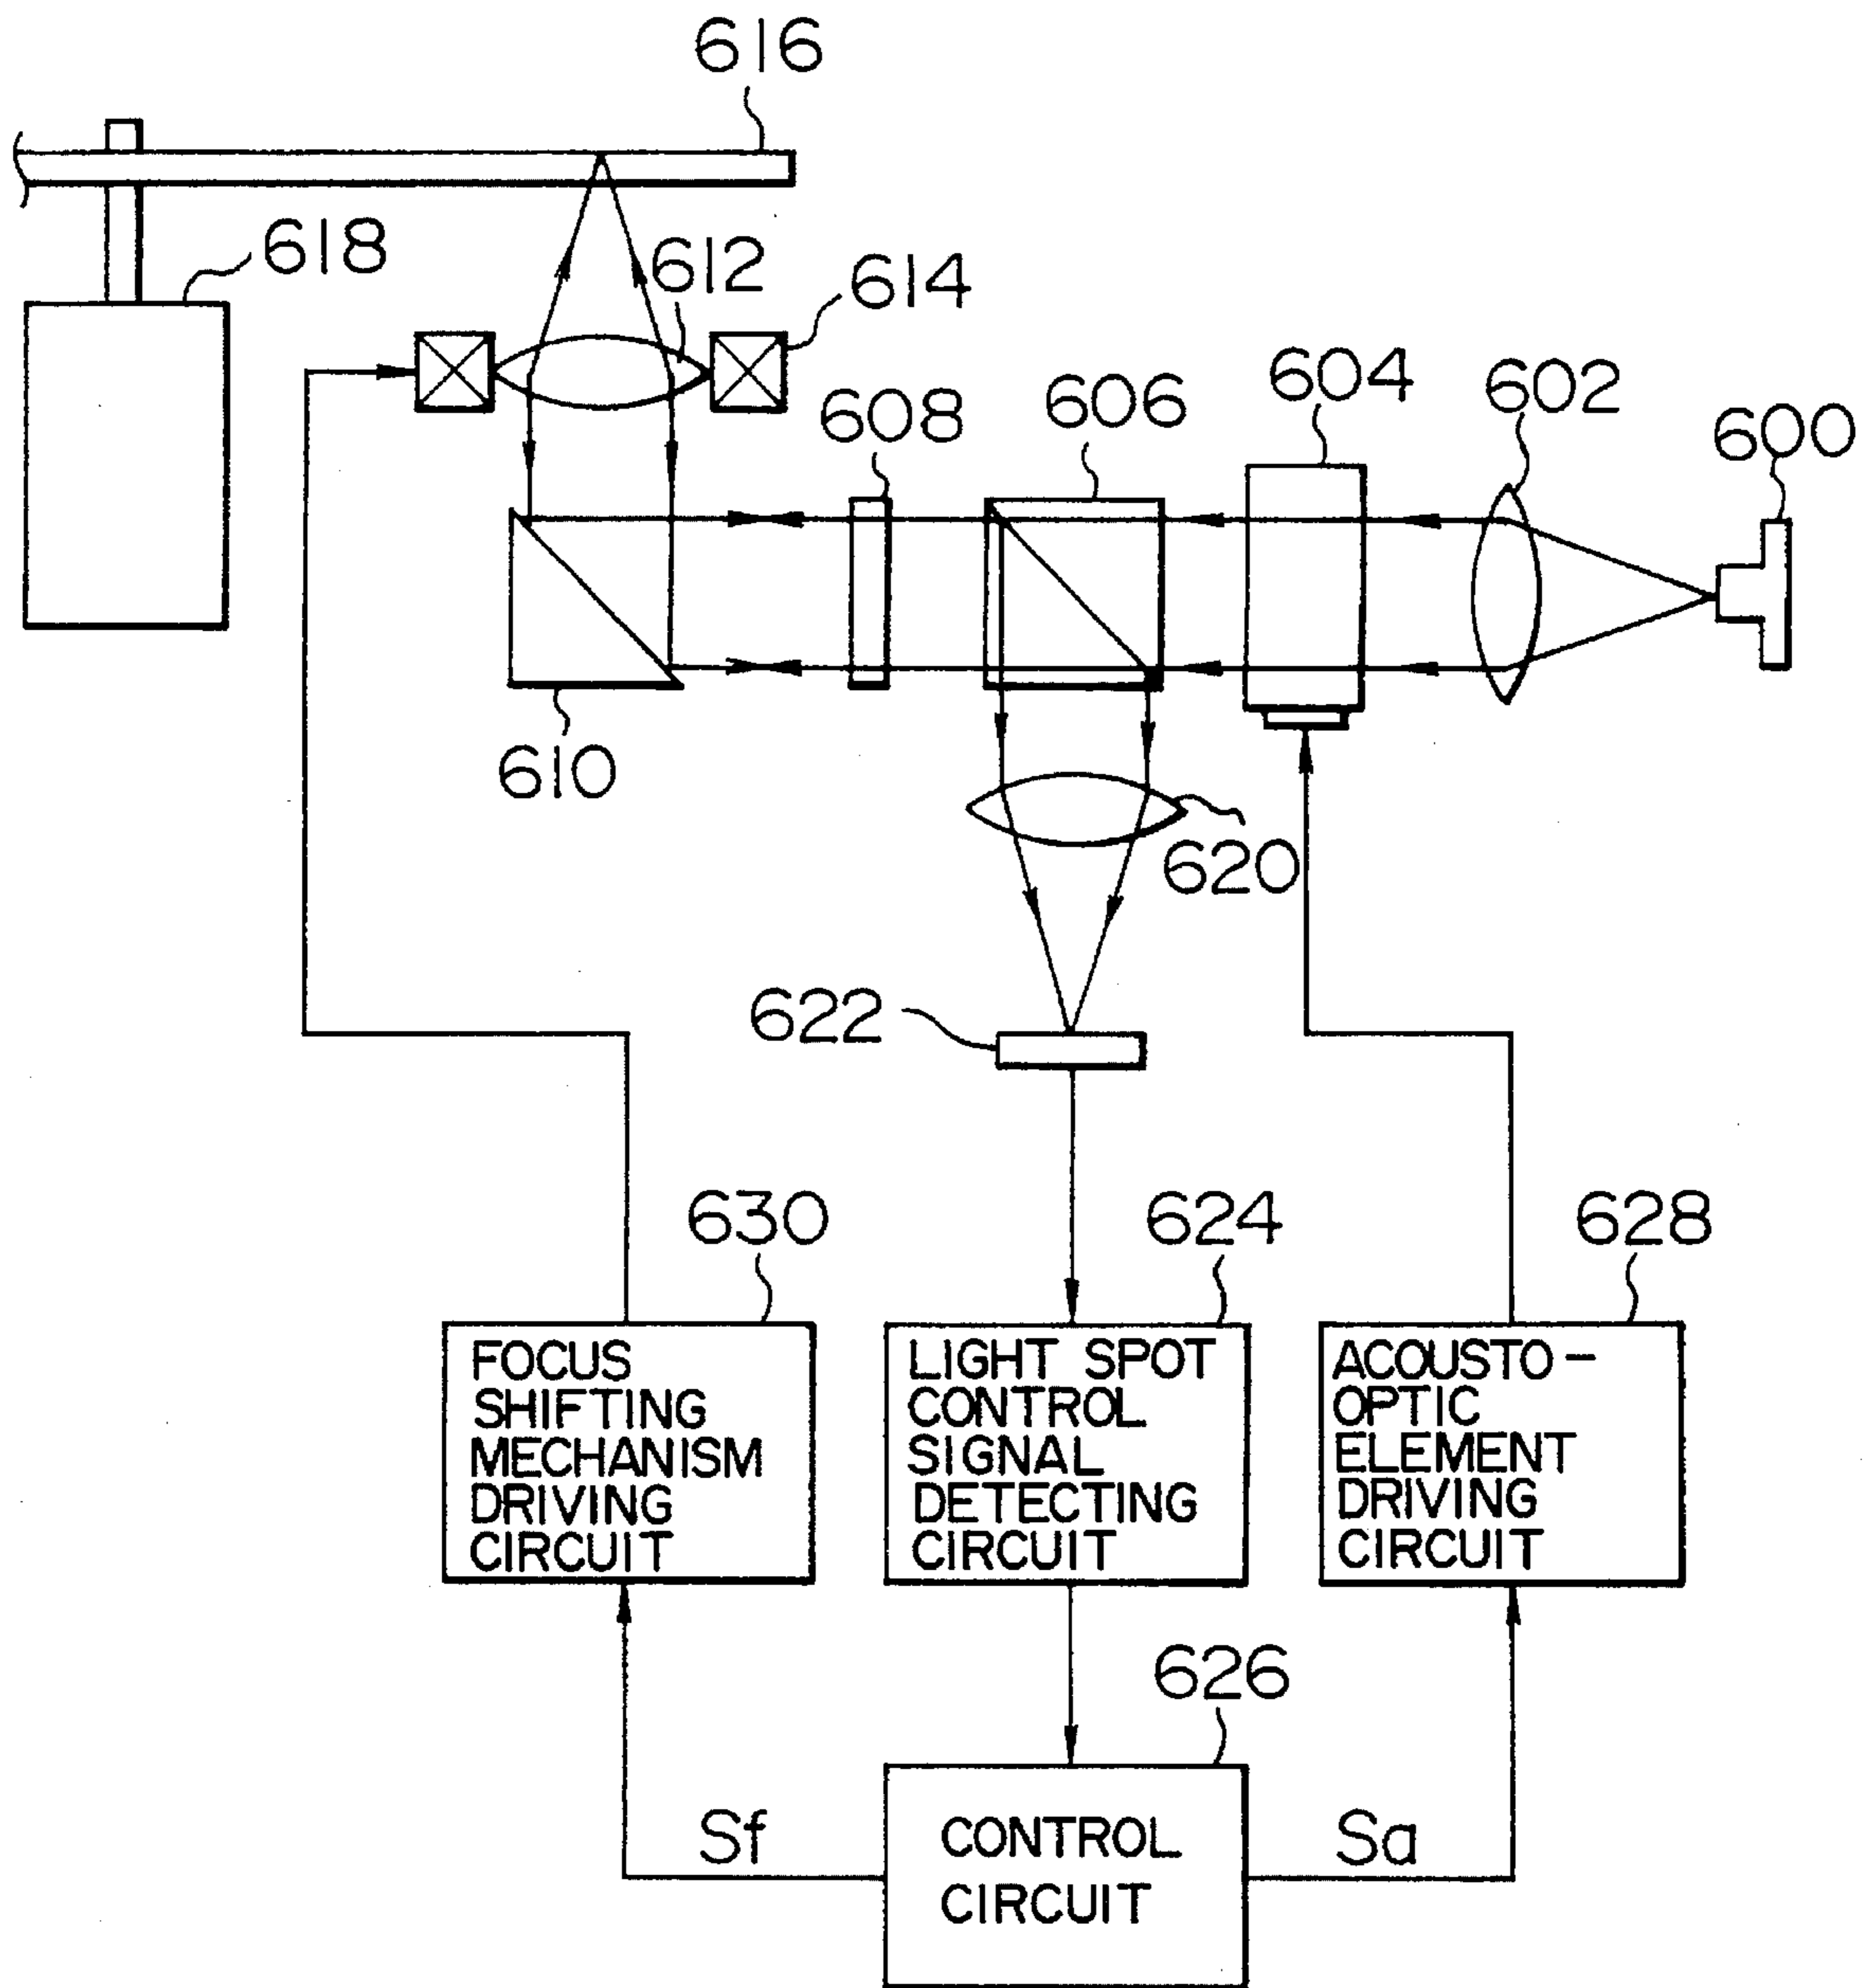 616
618
612
614
604
602
606
608
600
610
620
622
630
624
628
FOCUS
SHIFTING
MECHANISM
DRIVING
CIRCUIT
LIGHT SPOT
CONTROL
SIGNAL
DETECTING
CIRCUIT
ACOUSTO-
OPTIC
ELEMENT
DRIVING
CIRCUIT
626
Sf
CONTROL
CIRCUIT
Sa